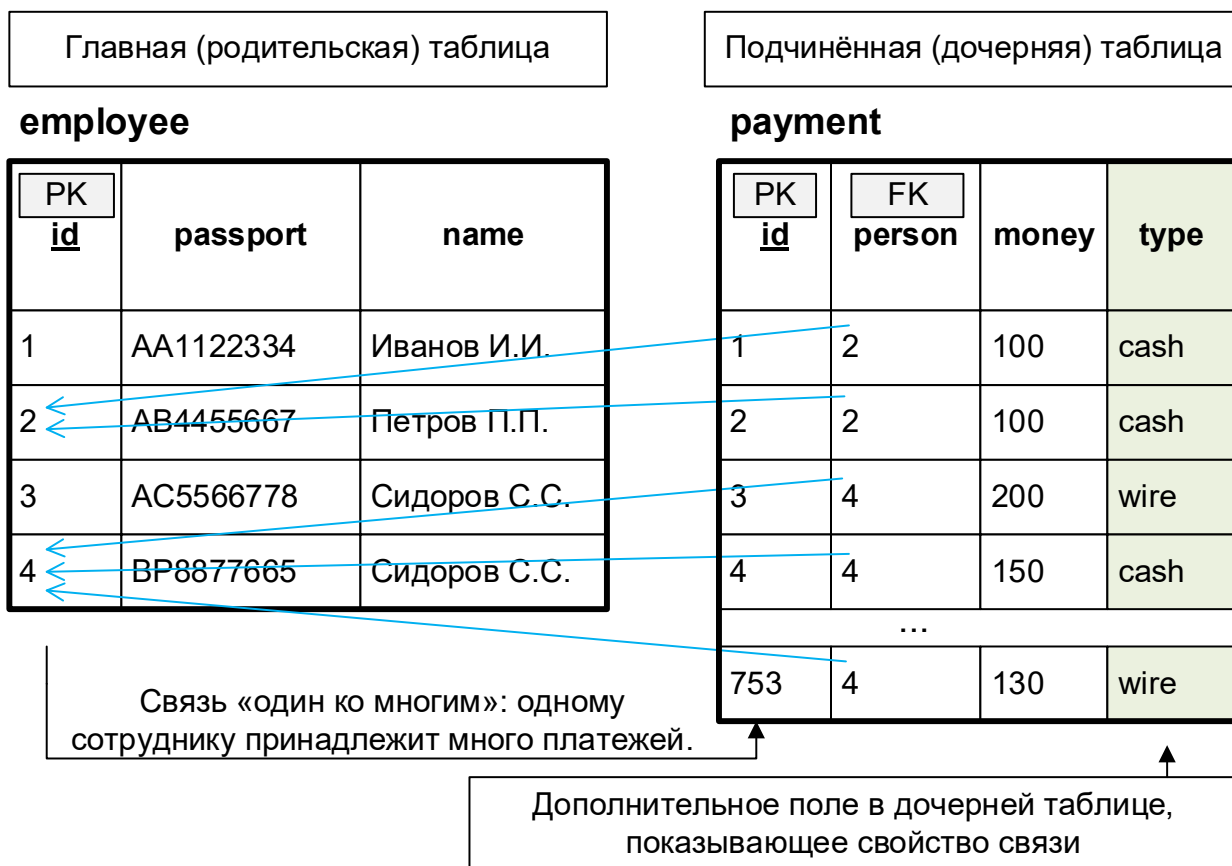 Главная (родительская) таблица
Подчинённая (дочерняя) таблица
employee
payment
PK
id passport name
1 AA1122334 Иванов И.И.
2 AB4455667 Петров П.П.
3 AC5566778 Сидоров С.С.
4 BP8877665 Сидоров С.С.
PK FK
id person money type
1 2 100 cash
2 2 100 cash
3 4 200 wire
4 4 150 cash
…
753 4 130 wire
Связь «один ко многим»: одному
сотруднику принадлежит много платежей.
Дополнительное поле в дочерней таблице,
показывающее свойство связи